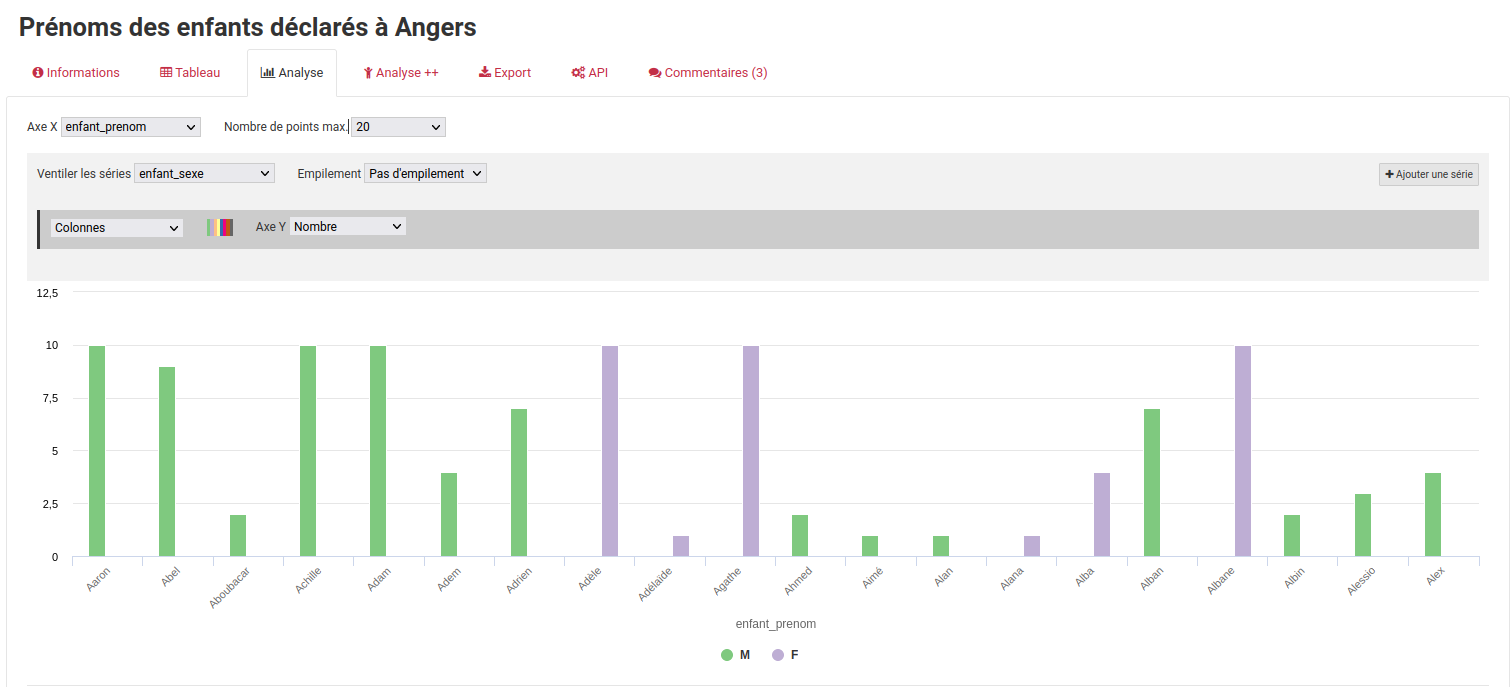 Prénoms des enfants déclarés à Angers
Informations Tableau Analyse Analyse ++ Export API Commentaires (3)
Axe X enfant_prenom Nombre de points max. 20
Ventiler les séries enfant_sexe Empilement Pas d'empilement Ajouter une série
Colonnes Axe Y Nombre
12,5
10
7,5
5
2,5
0
Aaron Abel Aboubacar Achille Adam Adem Adrien Adèle Adélaïde Agathe Ahmed Aimé Alan Alana Alba Alban Albane Albin Alessio Alex
enfant_prenom
M F